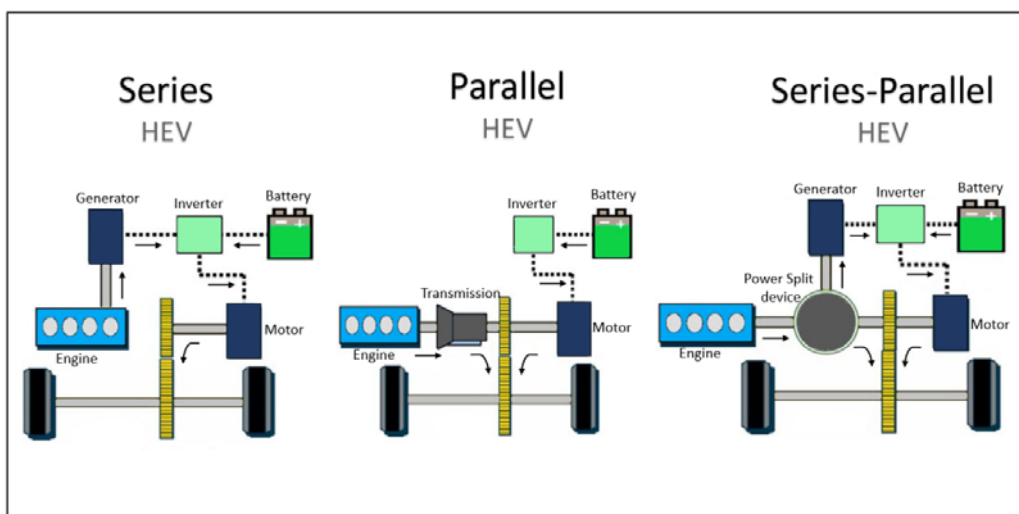 Series
HEV
Generator
Inverter
Battery
Engine
Motor
Parallel
HEV
Inverter
Battery
Transmission
Engine
Motor
Series-Parallel
HEV
Generator
Inverter
Battery
Power Split
device
Engine
Motor